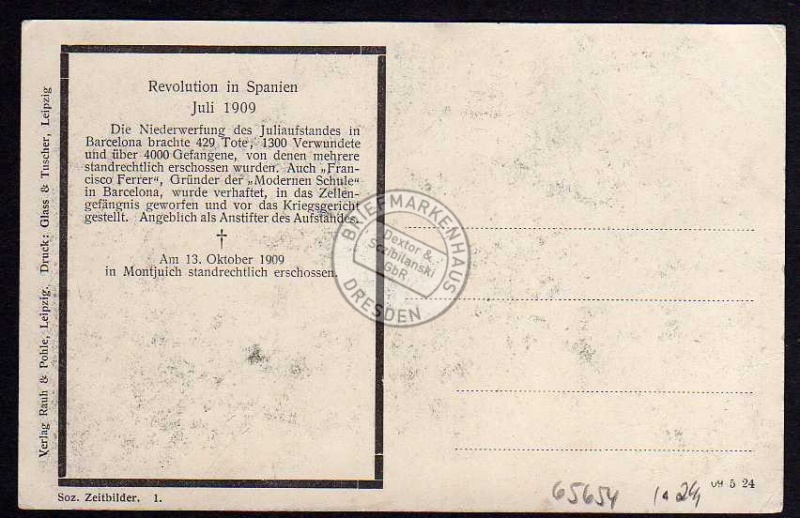 Revolution in Spanien
Juli 1909
Die Niederwerfung des Juliaufstandes in
Barcelona brachte 429 Tote, 1300 Verwundete
und über 4000 Gefangene, von denen mehrere
standrechtlich erschossen wurden. Auch „Fran-
cisco Ferrer“, Gründer der „Modernen Schule“
in Barcelona, wurde verhaftet, in das Zellen-
gefängnis geworfen und vor das Kriegsgericht
gestellt. Angeblich als Anstifter des Aufstandes.
†
Am 13. Oktober 1909
in Montjuich standrechtlich erschossen.
Verlag Rauh & Pohle, Leipzig. Druck: Glass & Tuscher, Leipzig
Soz. Zeitbilder. 1.
BRIEFMARKENHAUS
Dextor &
Scibilanski
GbR
DRESDEN
65654
5 24